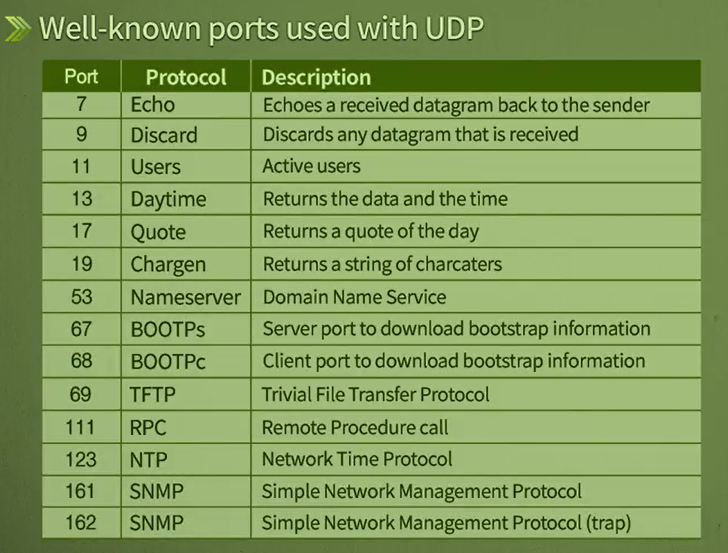 Well-known ports used with UDP
Port Protocol Description
7 Echo Echoes a received datagram back to the sender
9 Discard Discards any datagram that is received
11 Users Active users
13 Daytime Returns the data and the time
17 Quote Returns a quote of the day
19 Chargen Returns a string of charcaters
53 Nameserver Domain Name Service
67 BOOTPs Server port to download bootstrap information
68 BOOTPc Client port to download bootstrap information
69 TFTP Trivial File Transfer Protocol
111 RPC Remote Procedure call
123 NTP Network Time Protocol
161 SNMP Simple Network Management Protocol
162 SNMP Simple Network Management Protocol (trap)